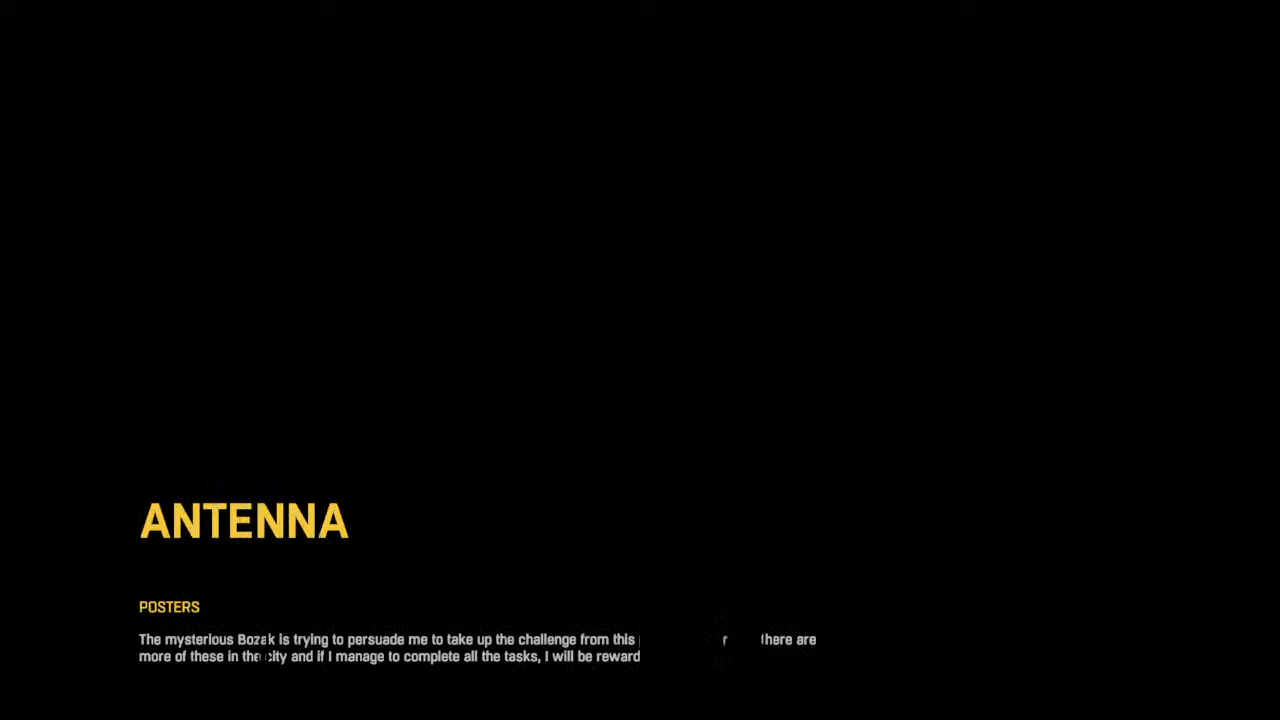 ANTENNA
POSTERS
The mysterious Bozak is trying to persuade me to take up the challenge from this there are
more of these in the city and if I manage to complete all the tasks, I will be